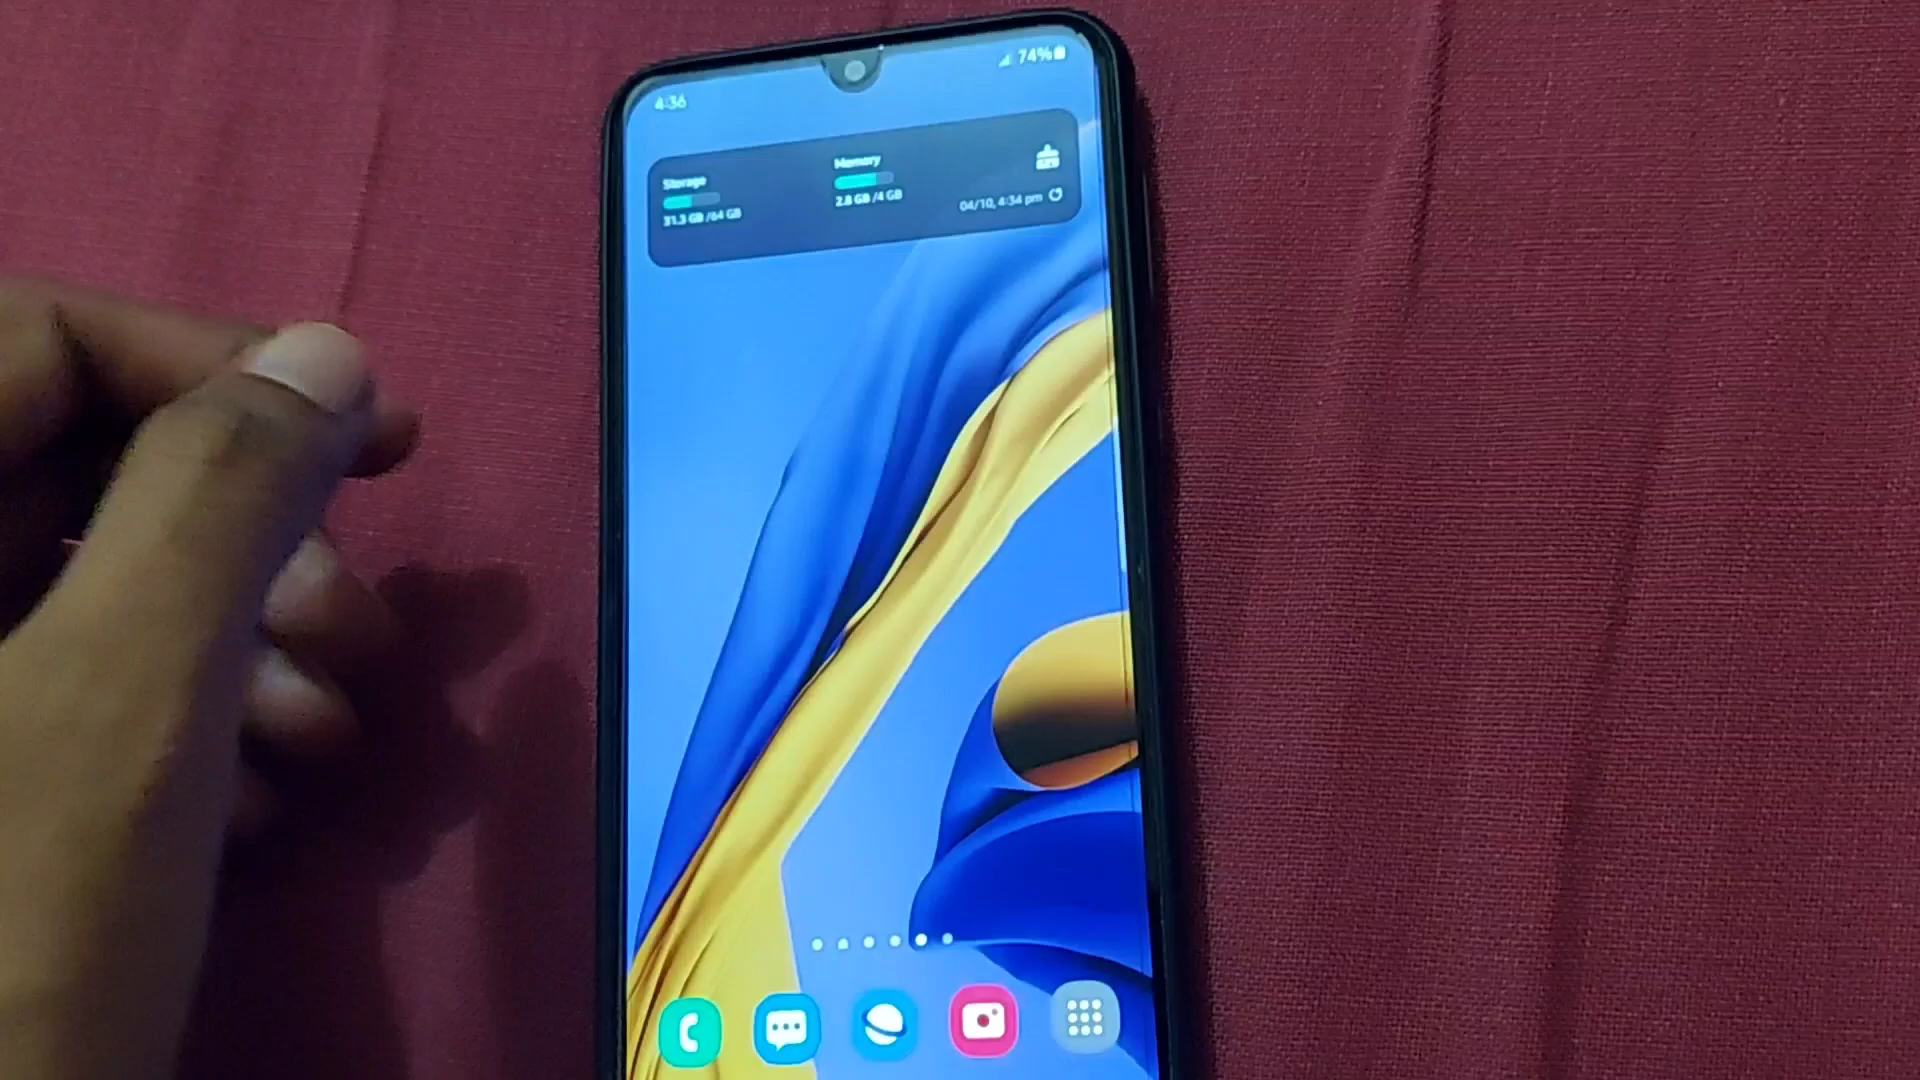 4:36
74%
Storage
31.3 GB /64 GB
Memory
2.8 GB /4 GB
04/10, 4:34 pm